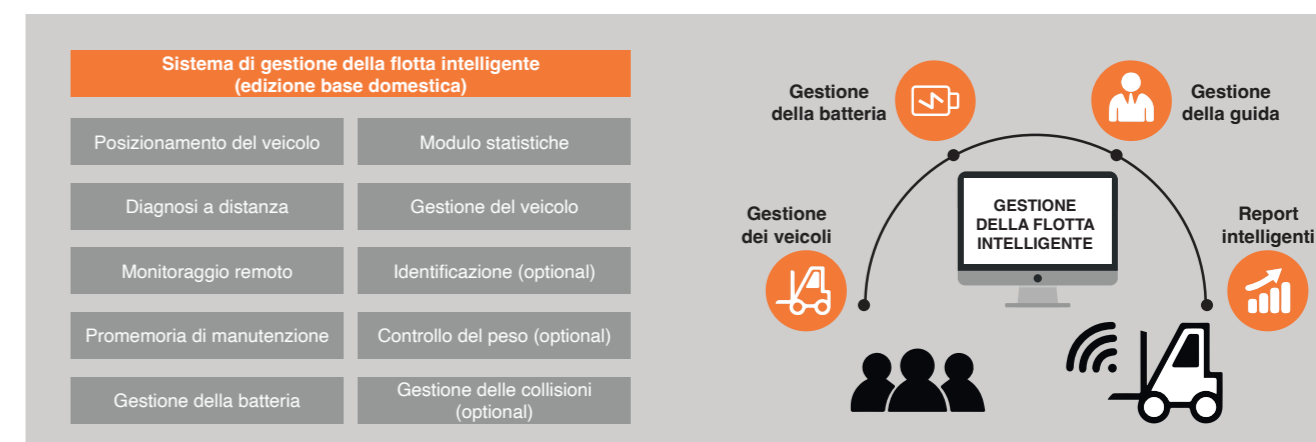 Sistema di gestione della flotta intelligente
(edizione base domestica)
Posizionamento del veicolo
Modulo statistiche
Diagnosi a distanza
Gestione del veicolo
Monitoraggio remoto
Identificazione (optional)
Promemoria di manutenzione
Controllo del peso (optional)
Gestione della batteria
Gestione delle collisioni
(optional)
Gestione
della batteria
Gestione
della guida
Gestione
dei veicoli
GESTIONE
DELLA FLOTTA
INTELLIGENTE
Report
intelligenti